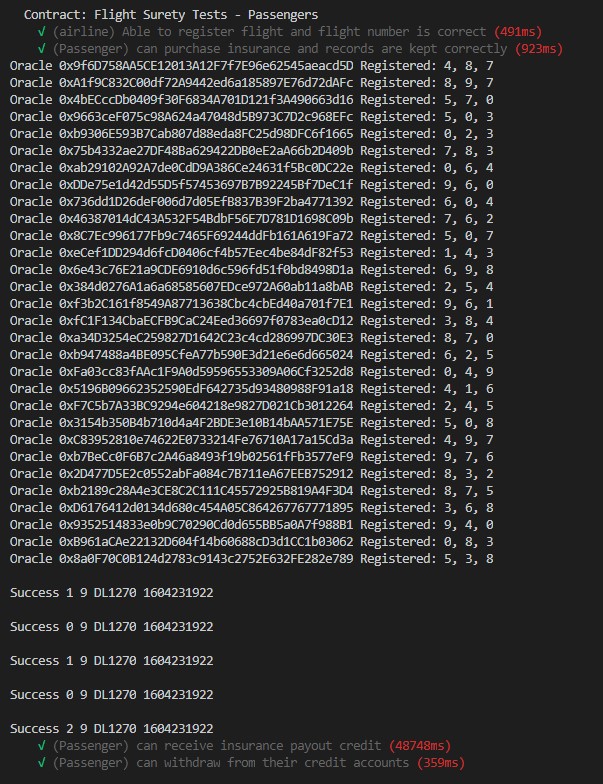 Contract: Flight Surety Tests - Passengers
√ (airline) Able to register flight and flight number is correct (491ms)
√ (Passenger) can purchase insurance and records are kept correctly (923ms)
Oracle 0x9f6D758AA5CE12013A12F7f7E96e62545aeacd5D Registered: 4, 8, 7
Oracle 0xA1f9C832C00df72A9442ed6a185897E76d72dAFc Registered: 8, 9, 7
Oracle 0x4bECccDb0409f30F6834A701D121f3A490663d16 Registered: 5, 7, 0
Oracle 0x9663ceF075c98A624a47048d5B973C7D2c968EFc Registered: 5, 0, 3
Oracle 0xb9306E593B7Cab807d88eda8FC25d98DFC6f1665 Registered: 0, 2, 3
Oracle 0x75b4332ae27DF48Ba629422DB0eE2aA66b2D409b Registered: 7, 8, 3
Oracle 0xab29102A92A7de0CdD9A386Ce24631f5Bc0DC22e Registered: 0, 6, 4
Oracle 0xDDe75e1d42d55D5f57453697B7B92245Bf7DeC1f Registered: 9, 6, 0
Oracle 0x736dd1D26deF006d7d05EfB837B39F2ba4771392 Registered: 6, 0, 4
Oracle 0x46387014dC43A532F54BdbF56E7D781D1698C09b Registered: 7, 6, 2
Oracle 0x8C7Ec996177Fb9c7465F69244ddFb161A619Fa72 Registered: 5, 0, 7
Oracle 0xeCef1DD294d6fcD0406cf4b57Eec4be84dF82f53 Registered: 1, 4, 3
Oracle 0x6e43c76E21a9CDE6910d6c596fd51f0bd8498D1a Registered: 6, 9, 8
Oracle 0x384d0276A1a6a68585607EDce972A60ab11a8bAB Registered: 2, 5, 4
Oracle 0xf3b2C161f8549A87713638Cbc4cbEd40a701f7E1 Registered: 9, 6, 1
Oracle 0xfC1F134CbaECFB9CaC24Eed36697f0783ea0cD12 Registered: 3, 8, 4
Oracle 0xa34D3254eC259827D1642C23c4cd286997DC30E3 Registered: 8, 7, 0
Oracle 0xb947488a4BE095CfeA77b590E3d21e6e6d665024 Registered: 6, 2, 5
Oracle 0xFa03cc83fAAc1F9A0d59596553309A06Cf3252d8 Registered: 0, 4, 9
Oracle 0x5196B09662352590EdF642735d93480988F91a18 Registered: 4, 1, 6
Oracle 0xF7C5b7A33BC9294e604218e9827D021Cb3012264 Registered: 2, 4, 5
Oracle 0x3154b350B4b710d4a4F2BDE3e10B14bAA571E75E Registered: 5, 0, 8
Oracle 0xC83952810e74622E0733214Fe76710A17a15Cd3a Registered: 4, 9, 7
Oracle 0xb7BeCc0F6B7c2A46a8493f19b02561fFb3577eF9 Registered: 9, 7, 6
Oracle 0x2D477D5E2c0552abFa084c7B711eA67EEB752912 Registered: 8, 3, 2
Oracle 0xb2189c28A4e3CE8C2C111C45572925B819A4F3D4 Registered: 8, 7, 5
Oracle 0xD6176412d0134d680c454A05C864267767771895 Registered: 3, 6, 8
Oracle 0x9352514833e0b9C70290Cd0d655BB5a0A7f988B1 Registered: 9, 4, 0
Oracle 0xB961aCAe22132D604f14b60688cD3d1CC1b03062 Registered: 0, 8, 3
Oracle 0x8a0F70C0B124d2783c9143c2752E632FE282e789 Registered: 5, 3, 8
Success 1 9 DL1270 1604231922
Success 0 9 DL1270 1604231922
Success 1 9 DL1270 1604231922
Success 0 9 DL1270 1604231922
Success 2 9 DL1270 1604231922
√ (Passenger) can receive insurance payout credit (48748ms)
√ (Passenger) can withdraw from their credit accounts (359ms)